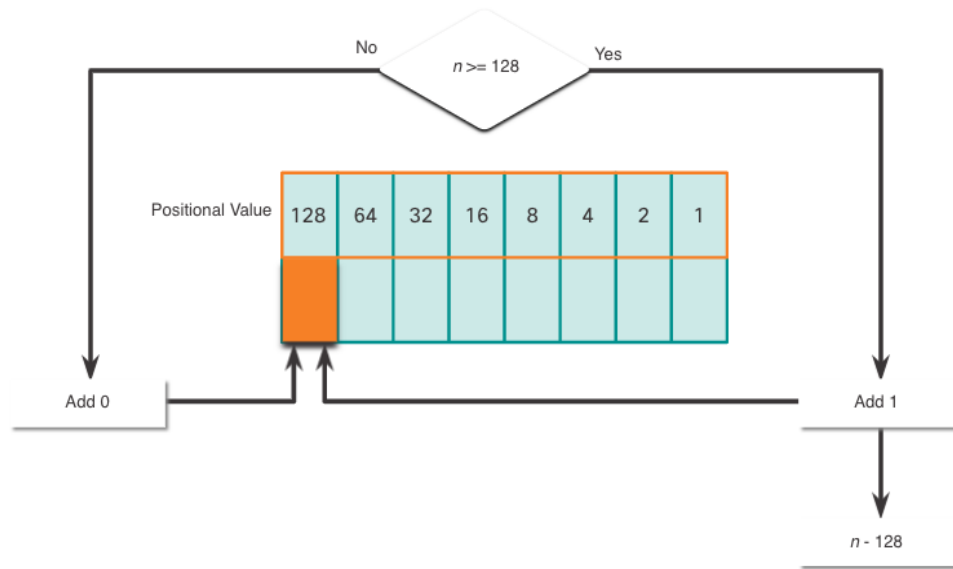 No
n >= 128
Yes
Positional Value
128 64 32 16 8 4 2 1
Add 0
Add 1
n - 128